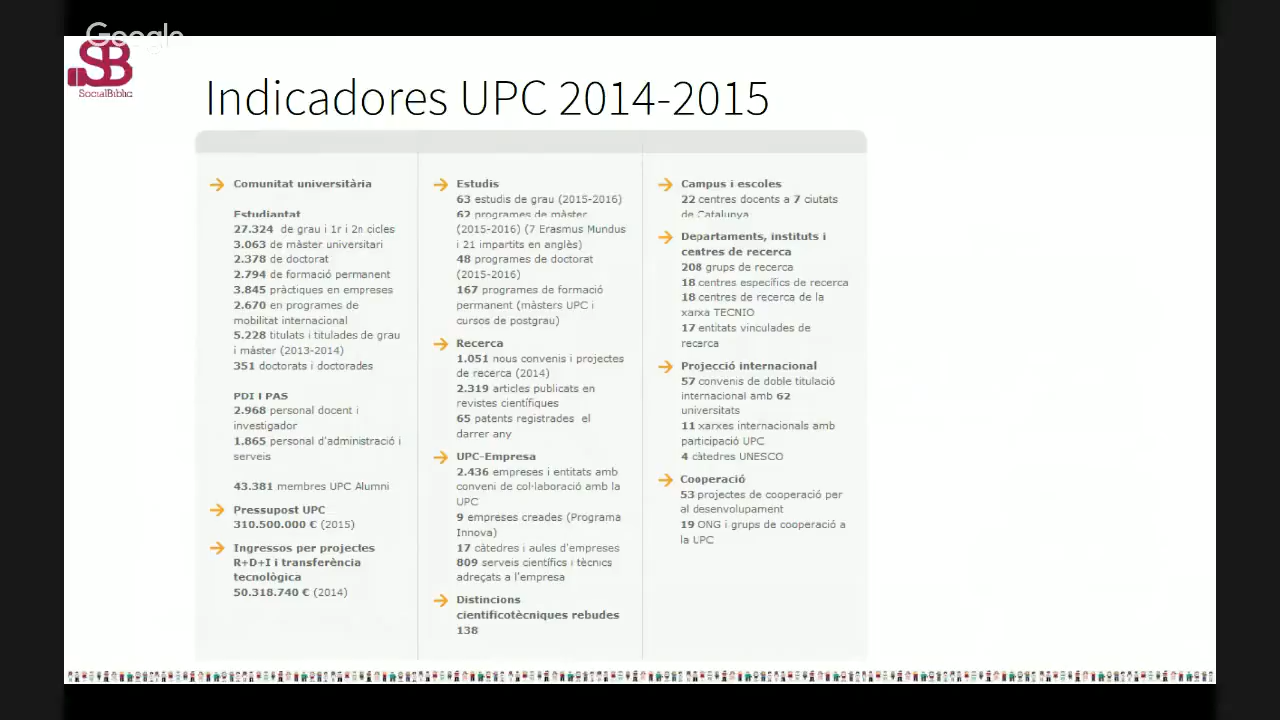 Google
SB
SocialBiblio
Indicadores UPC 2014-2015
Comunitat universitària
Estudiantat
27.324 de grau i 1r i 2n cicles
3.063 de màster universitari
2.378 de doctorat
2.794 de formació permanent
3.845 pràctiques en empreses
2.670 en programes de
mobilitat internacional
5.228 titulats i titulades de grau
i màster (2013-2014)
351 doctorats i doctorades
PDI I PAS
2.968 personal docent i
investigador
1.865 personal d'administració i
serveis
43.381 membres UPC Alumni
Pressupost UPC
310.500.000 € (2015)
Ingressos per projectes
R+D+I i transferència
tecnològica
50.318.740 € (2014)
Estudis
63 estudis de grau (2015-2016)
62 programes de màster
(2015-2016) (7 Erasmus Mundus
i 21 impartits en anglès)
48 programes de doctorat
(2015-2016)
167 programes de formació
permanent (màsters UPC i
cursos de postgrau)
Recerca
1.051 nous convenis i projectes
de recerca (2014)
2.319 articles publicats en
revistes científiques
65 patents registrades el
darrer any
UPC-Empresa
2.436 empreses i entitats amb
conveni de col·laboració amb la
UPC
9 empreses creades (Programa
Innova)
17 càtedres i aules d'empreses
809 serveis científics i tècnics
adreçats a l'empresa
Distincions
cientificotècniques rebudes
138
Campus i escoles
22 centres docents a 7 ciutats
de Catalunya
Departaments, instituts i
centres de recerca
208 grups de recerca
18 centres específics de recerca
18 centres de recerca de la
xarxa TECNIO
17 entitats vinculades de
recerca
Projecció internacional
57 convenis de doble titulació
internacional amb 62
universitats
11 xarxes internacionals amb
participació UPC
4 càtedres UNESCO
Cooperació
53 projectes de cooperació per
al desenvolupament
19 ONG i grups de cooperació a
la UPC